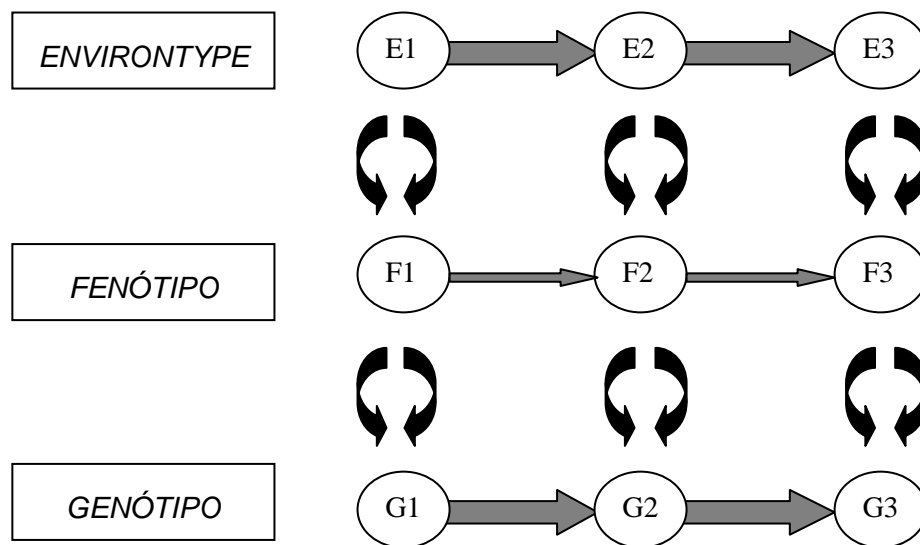 ENVIRONTYPE
E1
E2
E3
FENÓTIPO
F1
F2
F3
GENÓTIPO
G1
G2
G3